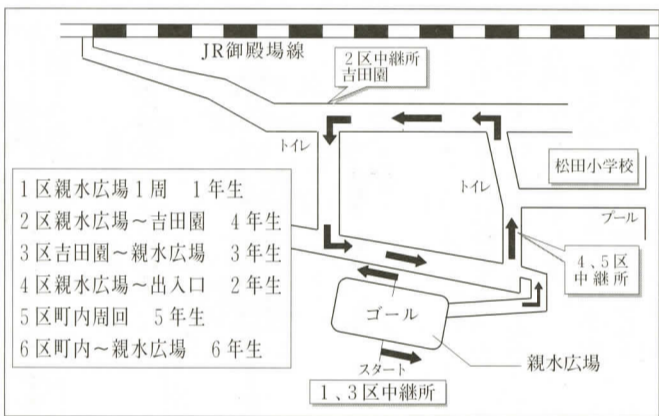 JR御殿場線
2区中継所
吉田園
トイレ
松田小学校
トイレ
プール
1区親水広場1周 1年生
2区親水広場～吉田園 4年生
3区吉田園～親水広場 3年生
4区親水広場～出入口 2年生
5区町内周回 5年生
6区町内～親水広場 6年生
4、5区
中継所
ゴール
親水広場
スタート
1、3区中継所